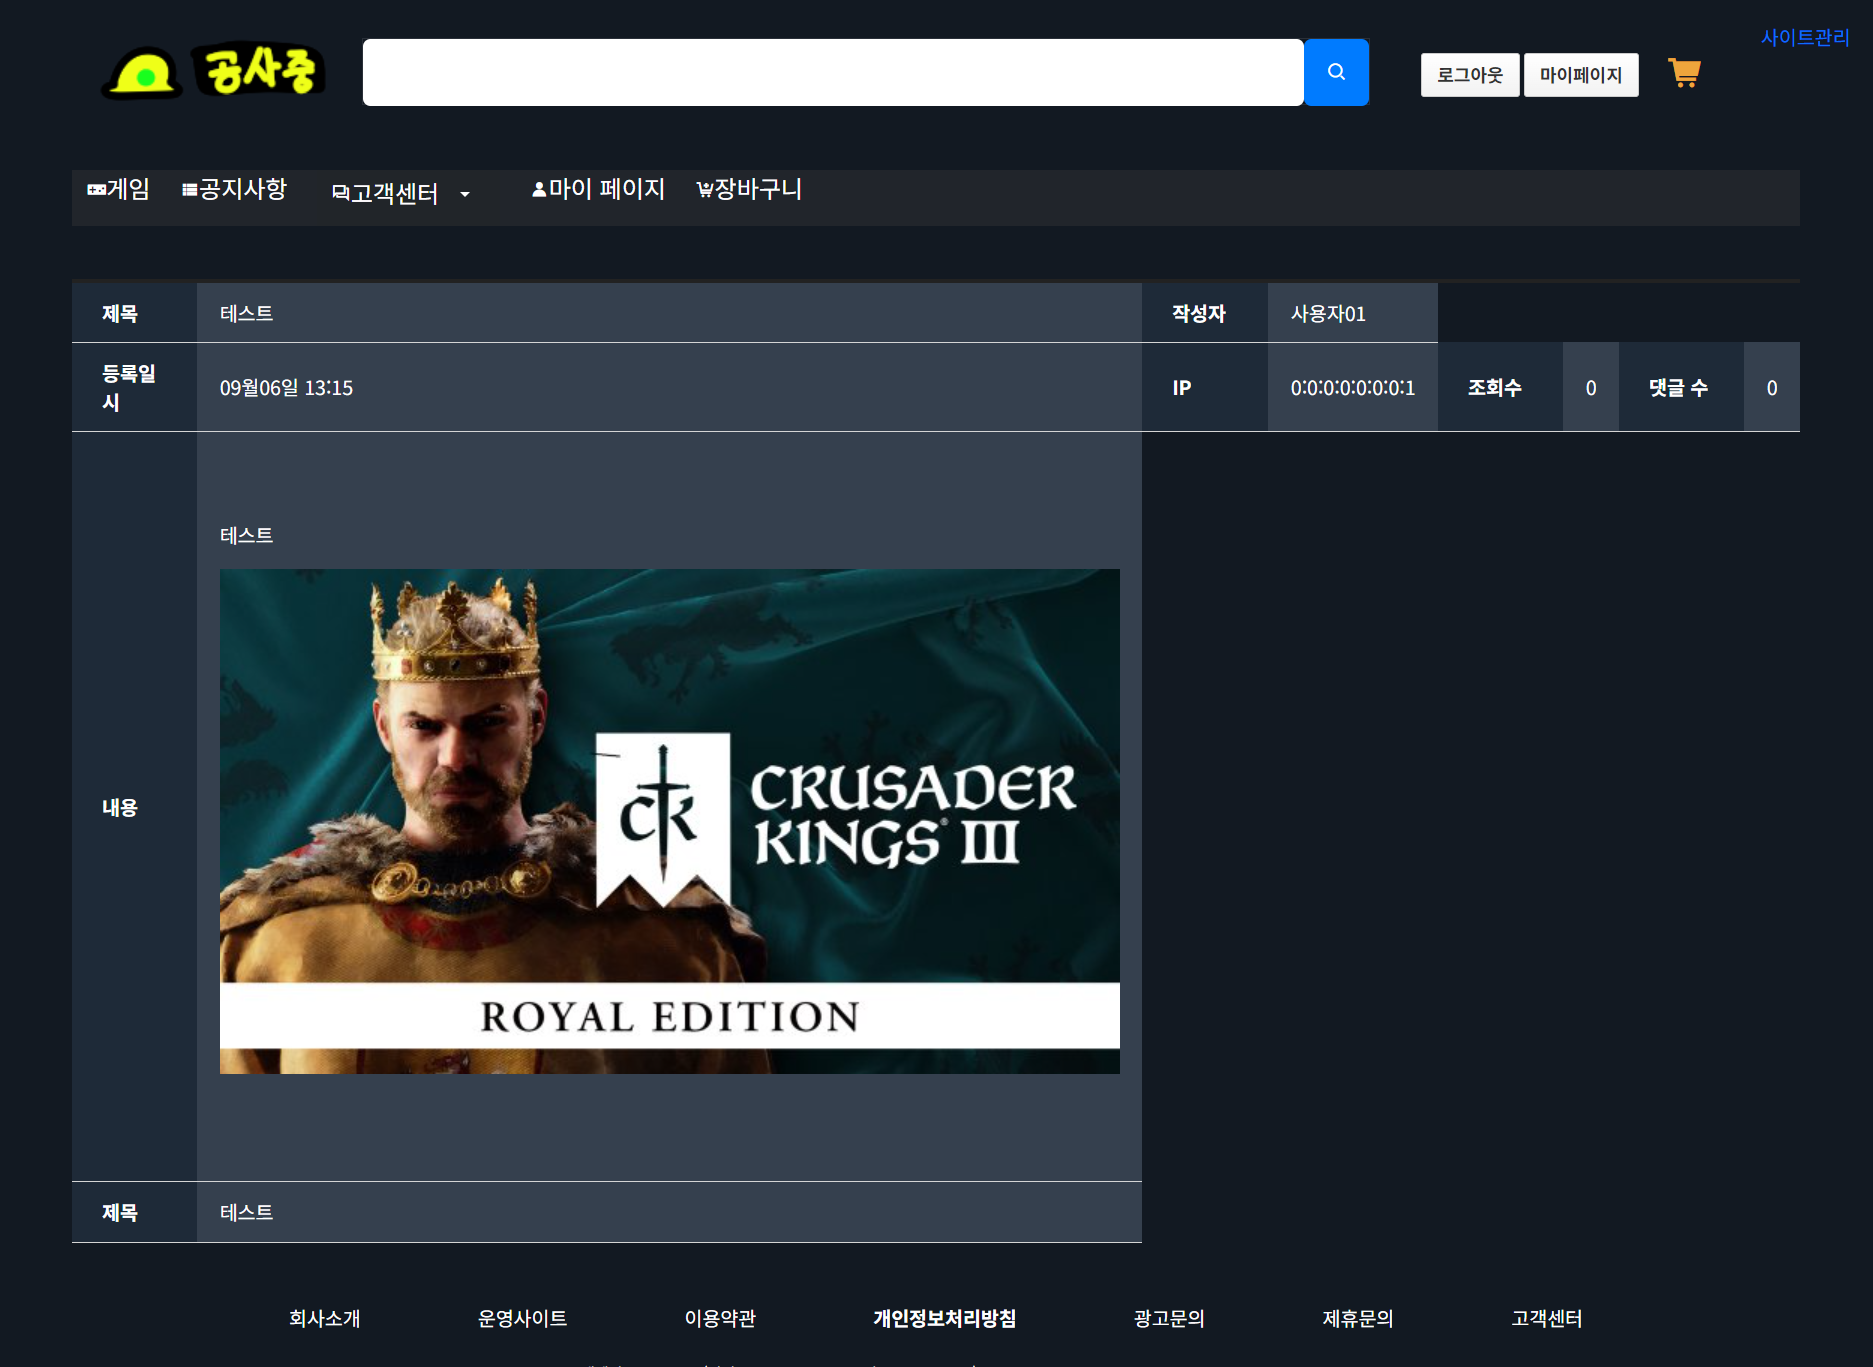 사이트관리
공사중
로그아웃 마이페이지
게임 공지사항 고객센터 마이 페이지 장바구니
제목 테스트 작성자 사용자01
등록일
시
09월06일 13:15 IP 0:0:0:0:0:0:0:1 조회수 0 댓글 수 0
내용
테스트
CK
CRUSADER
KINGS® III
ROYAL EDITION
제목 테스트
회사소개 운영사이트 이용약관 개인정보처리방침 광고문의 제휴문의 고객센터